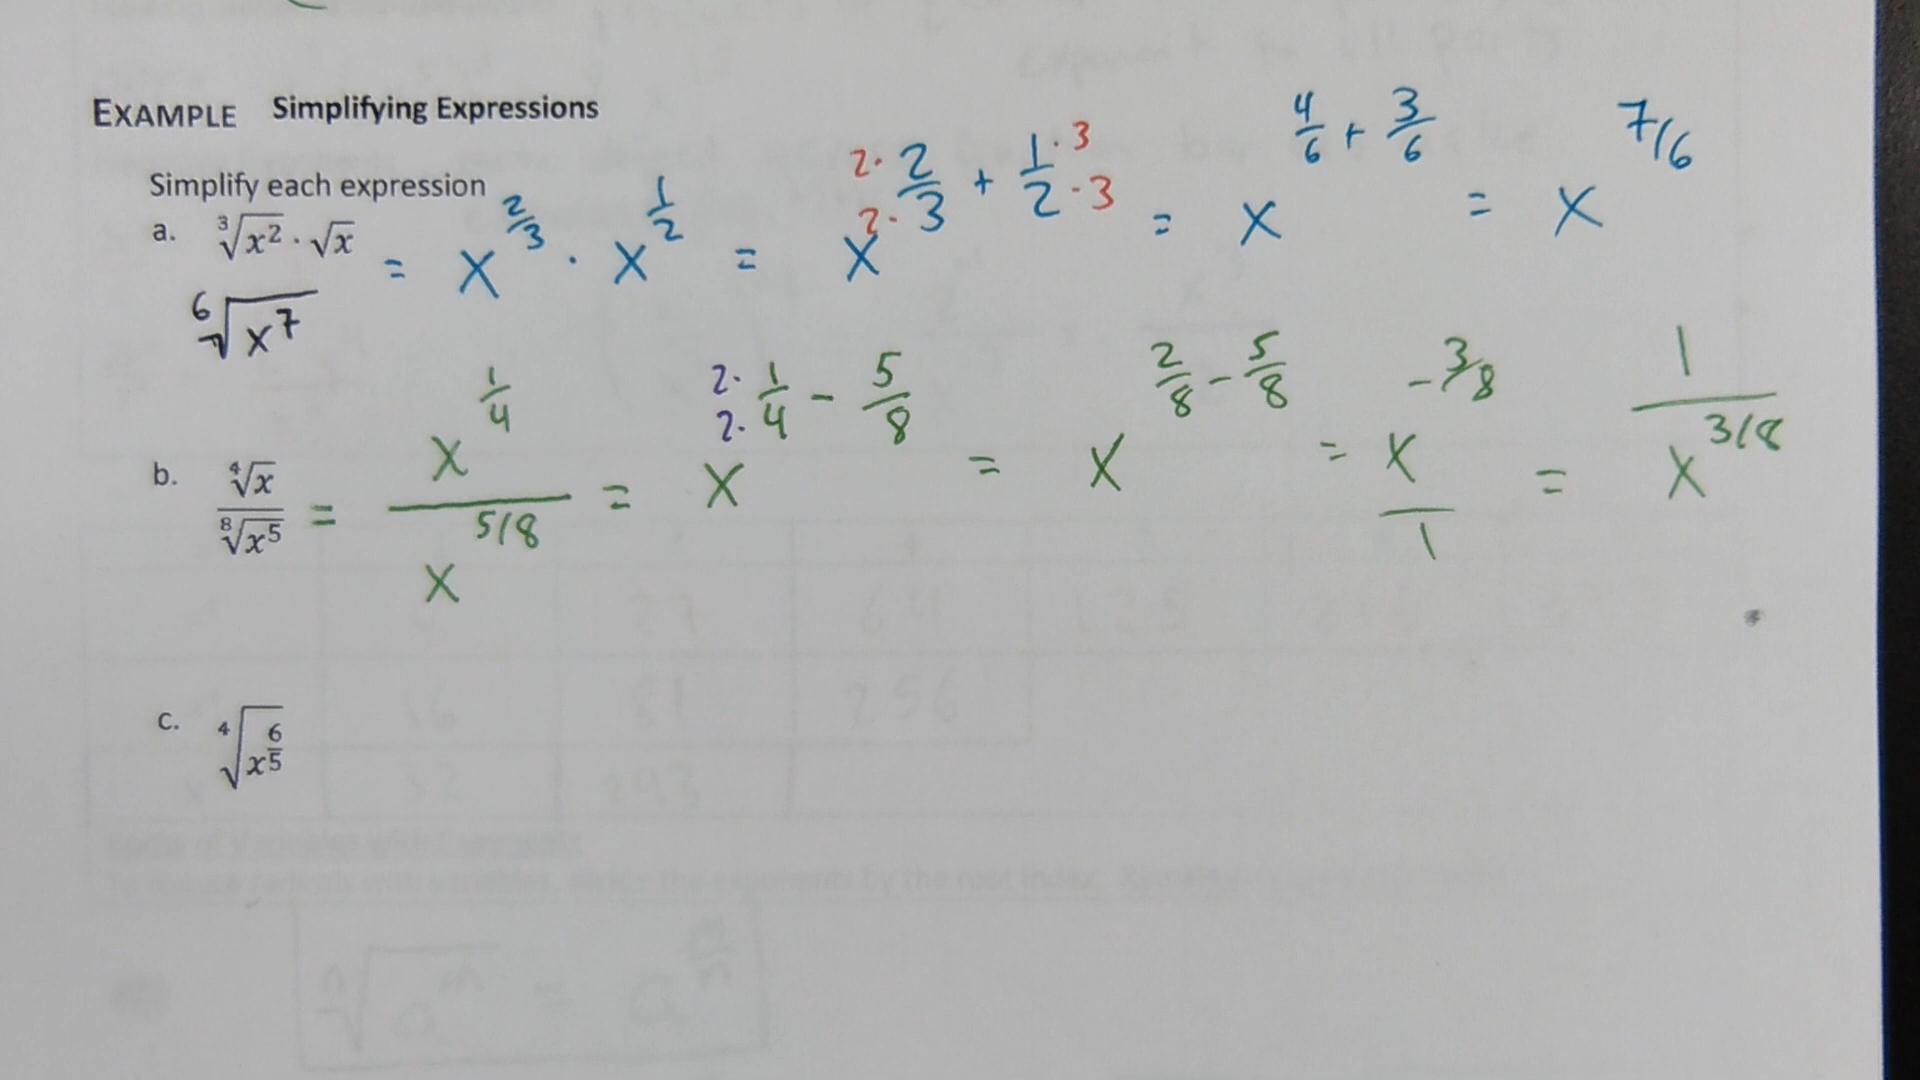 EXAMPLE Simplifying Expressions
Simplify each expression
a. ∛(x²) · √x = x^(2/3) · x^(1/2) = x^(2·2/2·3 + 1·3/2·3) = x^(4/6 + 3/6) = x^(7/6)
⁶√(x⁷)
b. ⁴√x / ⁸√(x⁵) = x^(1/4) / x^(5/8) = x^(2·1/2·4 - 5/8) = x^(2/8 - 5/8) = x^(-3/8) / 1 = 1 / x^(3/8)
c. ⁴√(x^(6/5))